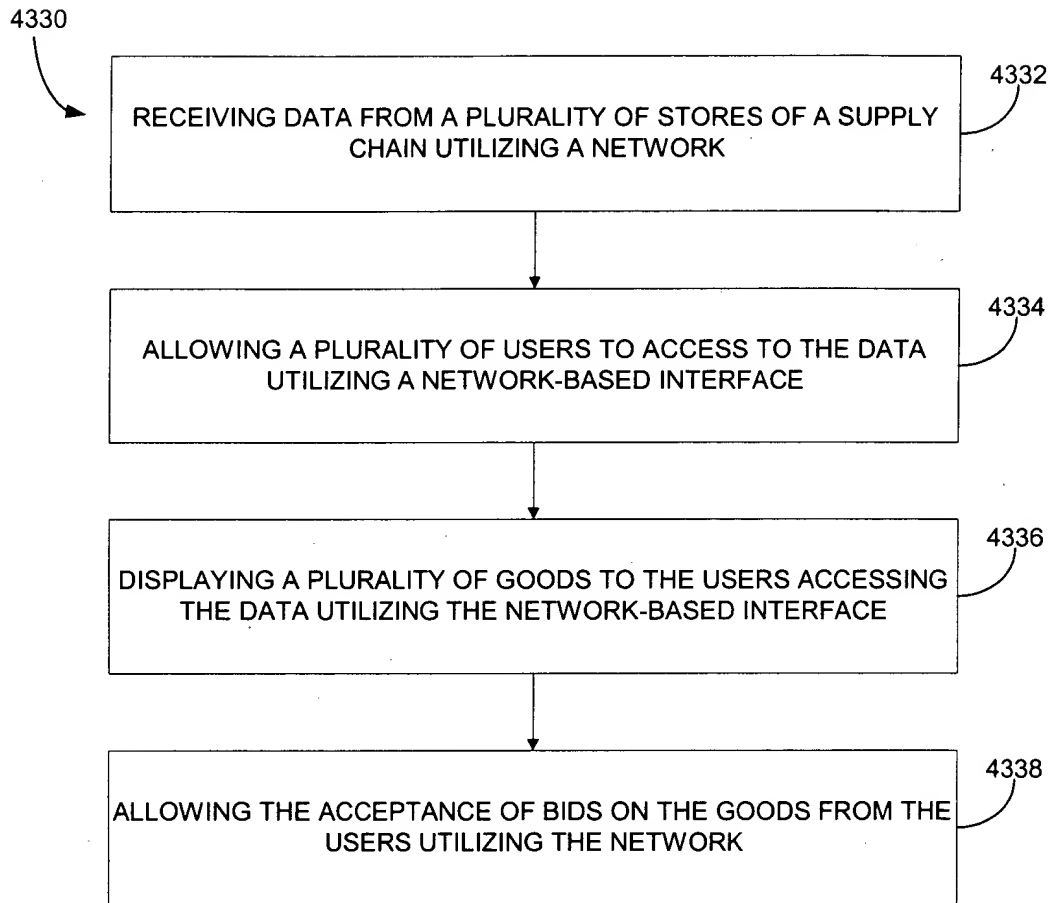 4330
4332
RECEIVING DATA FROM A PLURALITY OF STORES OF A SUPPLY
CHAIN UTILIZING A NETWORK
4334
ALLOWING A PLURALITY OF USERS TO ACCESS TO THE DATA
UTILIZING A NETWORK-BASED INTERFACE
4336
DISPLAYING A PLURALITY OF GOODS TO THE USERS ACCESSING
THE DATA UTILIZING THE NETWORK-BASED INTERFACE
4338
ALLOWING THE ACCEPTANCE OF BIDS ON THE GOODS FROM THE
USERS UTILIZING THE NETWORK